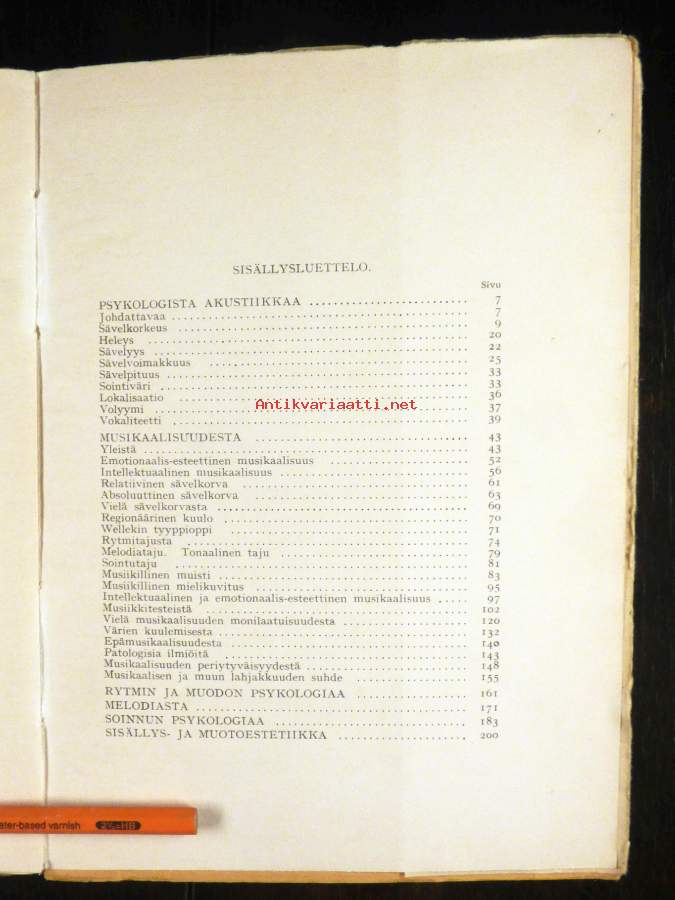 SISÄLLYSLUETTELO.
Sivu
PSYKOLOGISTA AKUSTIIKKAA ........ 7
Johdattavaa ........ 7
Sävelkorkeus ........ 9
Heleys ........ 20
Sävelyys ........ 22
Sävelvoimakkuus ........ 25
Sävelpituus ........ 33
Sointiväri ........ 33
Lokalisaatio ........ 36
Antikvariaatti.net
Volyymi ........ 37
Vokaliteetti ........ 39
MUSIKAALISUUDESTA ........ 43
Yleistä ........ 43
Emotionaalis-esteettinen musikaalisuus ........ 52
Intellektuaalinen musikaalisuus ........ 56
Relatiivinen sävelkorva ........ 61
Absoluuttinen sävelkorva ........ 63
Vielä sävelkorvasta ........ 69
Regionäärinen kuulo ........ 70
Wellekin tyyppioppi ........ 71
Rytmitajusta ........ 74
Melodiataju. Tonaalinen taju ........ 79
Sointutaju ........ 81
Musiikillinen muisti ........ 83
Musiikillinen mielikuvitus ........ 95
Intellektuaalinen ja emotionaalis-esteettinen musikaalisuus ........ 97
Musiikkitesteistä ........ 102
Vielä musikaalisuuden monilaatuisuudesta ........ 120
Värien kuulemisesta ........ 132
Epämusikaalisuudesta ........ 140
Patologisia ilmiöitä ........ 143
Musikaalisuuden periytyväisyydestä ........ 148
Musikaalisen ja muun lahjakkuuden suhde ........ 155
RYTMIN JA MUODON PSYKOLOGIAA ........ 161
MELODIASTA ........ 171
SOINNUN PSYKOLOGIAA ........ 183
SISÄLLYS- JA MUOTOESTETIIKKA ........ 200
ater-based varnish 2½=HB